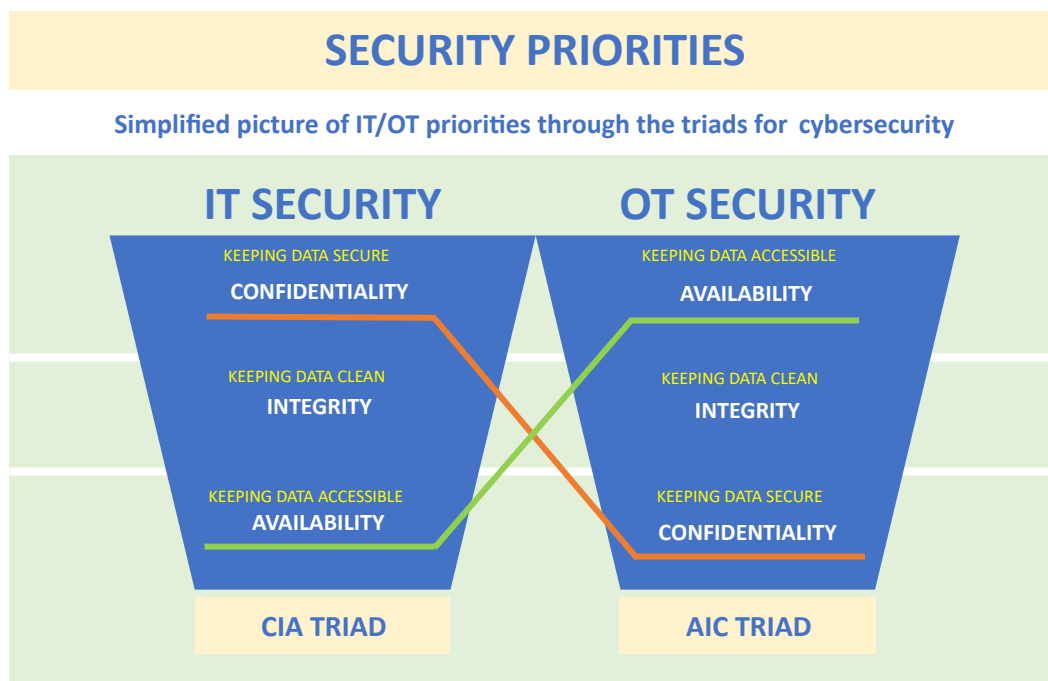 SECURITY PRIORITIES
Simplified picture of IT/OT priorities through the triads for cybersecurity
IT SECURITY
KEEPING DATA SECURE
CONFIDENTIALITY
KEEPING DATA CLEAN
INTEGRITY
KEEPING DATA ACCESSIBLE
AVAILABILITY
CIA TRIAD
OT SECURITY
KEEPING DATA ACCESSIBLE
AVAILABILITY
KEEPING DATA CLEAN
INTEGRITY
KEEPING DATA SECURE
CONFIDENTIALITY
AIC TRIAD